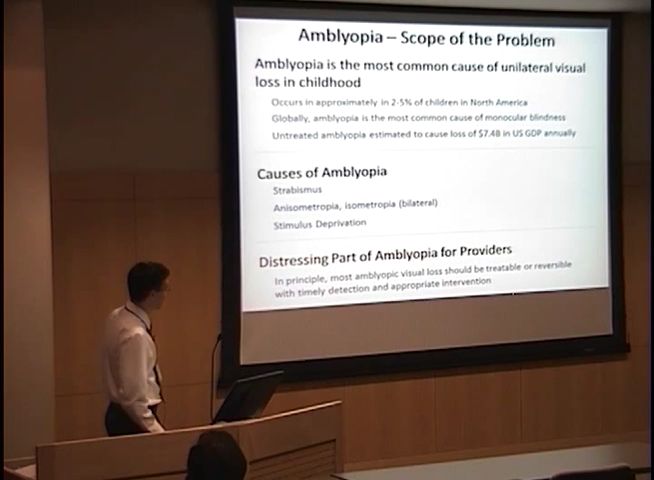 Amblyopia – Scope of the Problem
Amblyopia is the most common cause of unilateral visual
loss in childhood
Occurs in approximately in 2-5% of children in North America
Globally, amblyopia is the most common cause of monocular blindness
Untreated amblyopia estimated to cause loss of $7.4B in US GDP annually
Causes of Amblyopia
Strabismus
Anisometropia, isometropia (bilateral)
Stimulus Deprivation
Distressing Part of Amblyopia for Providers
In principle, most amblyopic visual loss should be treatable or reversible
with timely detection and appropriate intervention